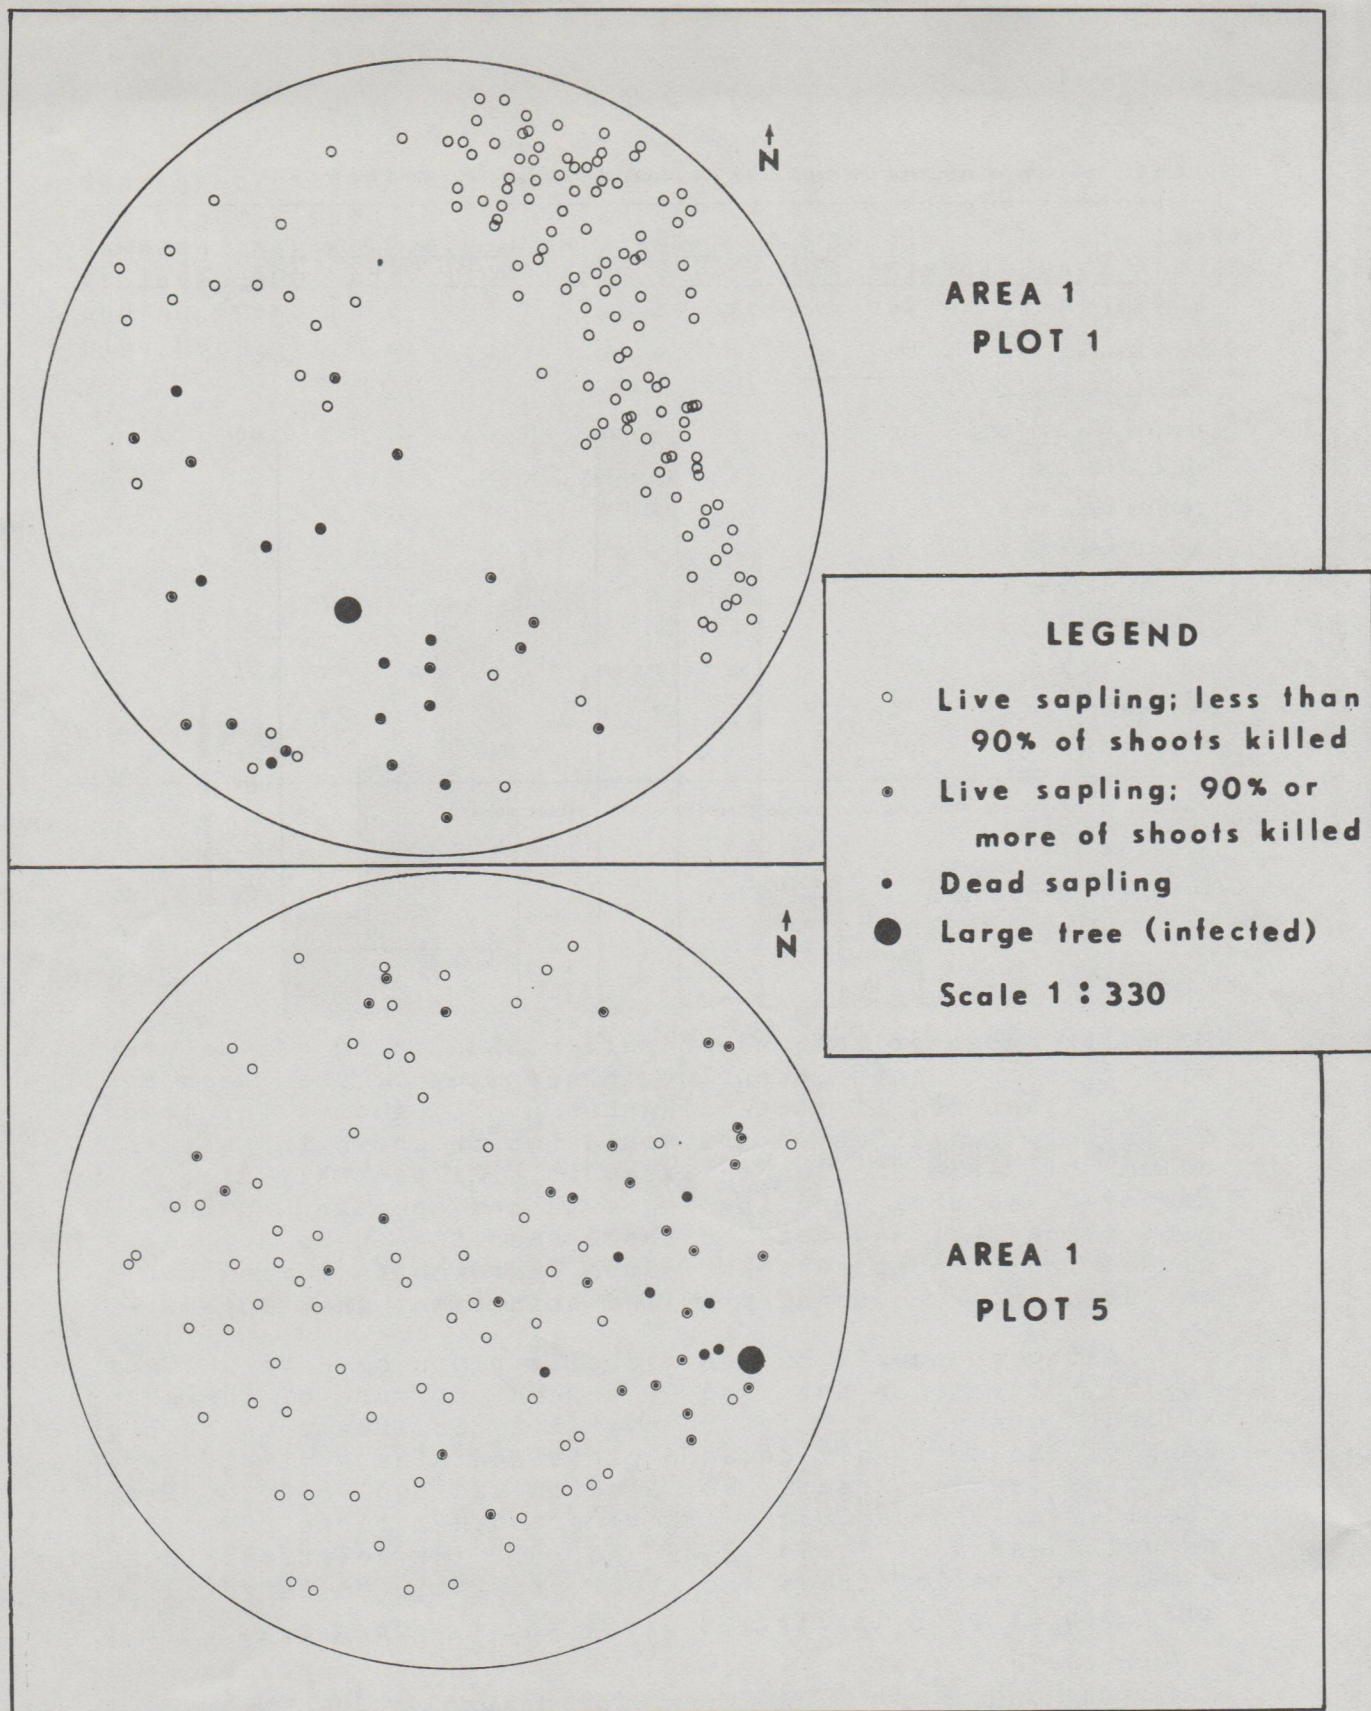 N
AREA 1
PLOT 1
LEGEND
Live sapling; less than
90% of shoots killed
Live sapling; 90% or
more of shoots killed
Dead sapling
Large tree (infected)
Scale 1 : 330
N
AREA 1
PLOT 5